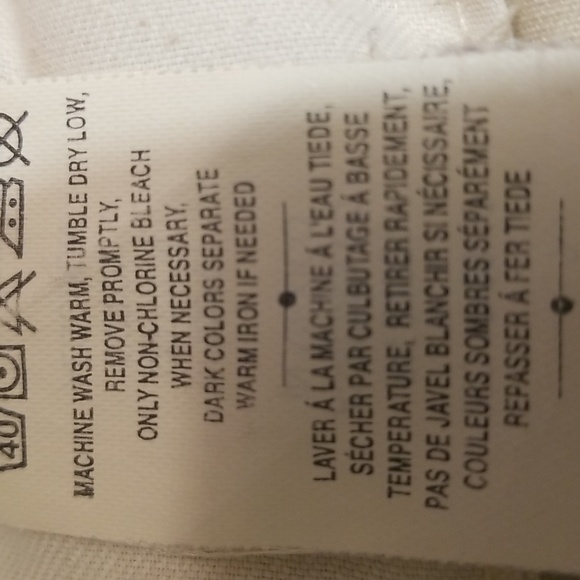 40
MACHINE WASH WARM, TUMBLE DRY LOW,
REMOVE PROMPTLY,
ONLY NON-CHLORINE BLEACH
WHEN NECESSARY,
DARK COLORS SEPARATE
WARM IRON IF NEEDED
LAVER Á LA MACHINE Á L'EAU TIEDE,
SÉCHER PAR CULBUTAGE Á BASSE
TEMPERATURE, RETIRER RAPIDEMENT,
PAS DE JAVEL BLANCHIR SI NÉCISSAIRE,
COULEURS SOMBRES SÉPARÉMENT
REPASSER Á FER TIEDE